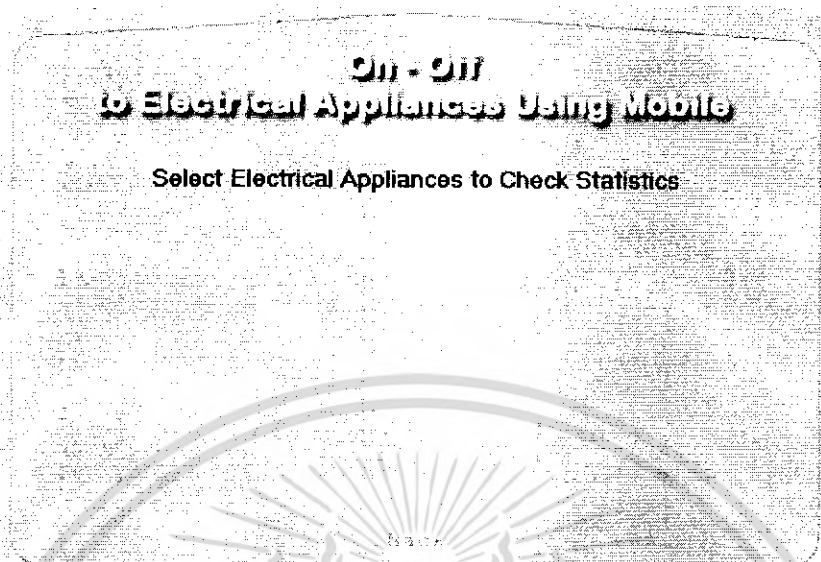 On - Off
to Electrical Appliances Using Mobile
Select Electrical Appliances to Check Statistics